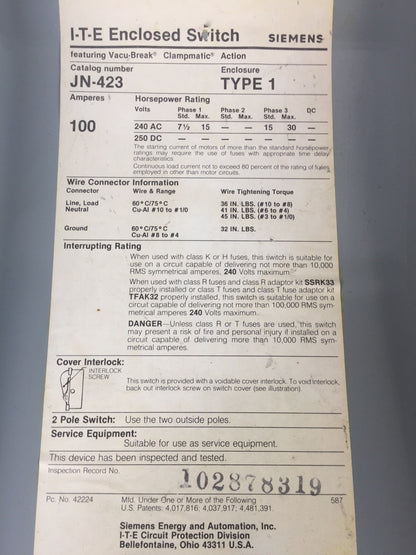 I-T-E Enclosed Switch SIEMENS
featuring Vacu-Break® Clampmatic® Action
Catalog number Enclosure
JN-423 TYPE 1
Amperes Horsepower Rating
Volts Phase 1 Phase 2 Phase 3 DC
Std. Max. Std. Max. Std. Max.
100 240 AC 7½ 15 — — 15 30 —
250 DC — — — — — — —
The starting current of motors of more than the standard horsepower
ratings may require the use of fuses with appropriate time delay
characteristics.
Continuous load current not to exceed 80 percent of the rating of fuses
employed in other than motor circuits.
Wire Connector Information
Connector Wire & Range Wire Tightening Torque
Line, Load 60°C/75°C 36 IN. LBS. (#10 to #8)
Neutral Cu-Al #10 to #1/0 41 IN. LBS. (#6 to #4)
45 IN. LBS. (#3 to #1/0)
Ground 60°C/75°C 32 IN. LBS.
Cu-Al #8 to #4
Interrupting Rating
When used with class K or H fuses, this switch is suitable for
use on a circuit capable of delivering not more than 10,000
RMS symmetrical amperes, 240 Volts maximum.
When used with class R fuses and class R adaptor kit SSRK33
properly installed or class T fuses and class T fuse adaptor kit
TFAK32 properly installed, this switch is suitable for use on a
circuit capable of delivering not more than 100,000 RMS sym-
metrical amperes 240 Volts maximum.
DANGER—Unless class R or T fuses are used, this switch
may present a risk of fire and personal injury if installed on a
circuit capable of delivering more than 10,000 RMS sym-
metrical amperes.
Cover Interlock:
INTERLOCK
SCREW
This switch is provided with a voidable cover interlock. To void interlock,
back out interlock screw on switch cover (see illustration).
2 Pole Switch: Use the two outside poles.
Service Equipment:
Suitable for use as service equipment.
This device has been inspected and tested.
Inspection Record No. 102878319
Pc. No. 42224 Mfd. Under One or More of the Following 587
U.S. Patents: 4,017,816; 4,037,917; 4,481,391.
Siemens Energy and Automation, Inc.
I-T-E Circuit Protection Division
Bellefontaine, Ohio 43311 U.S.A.